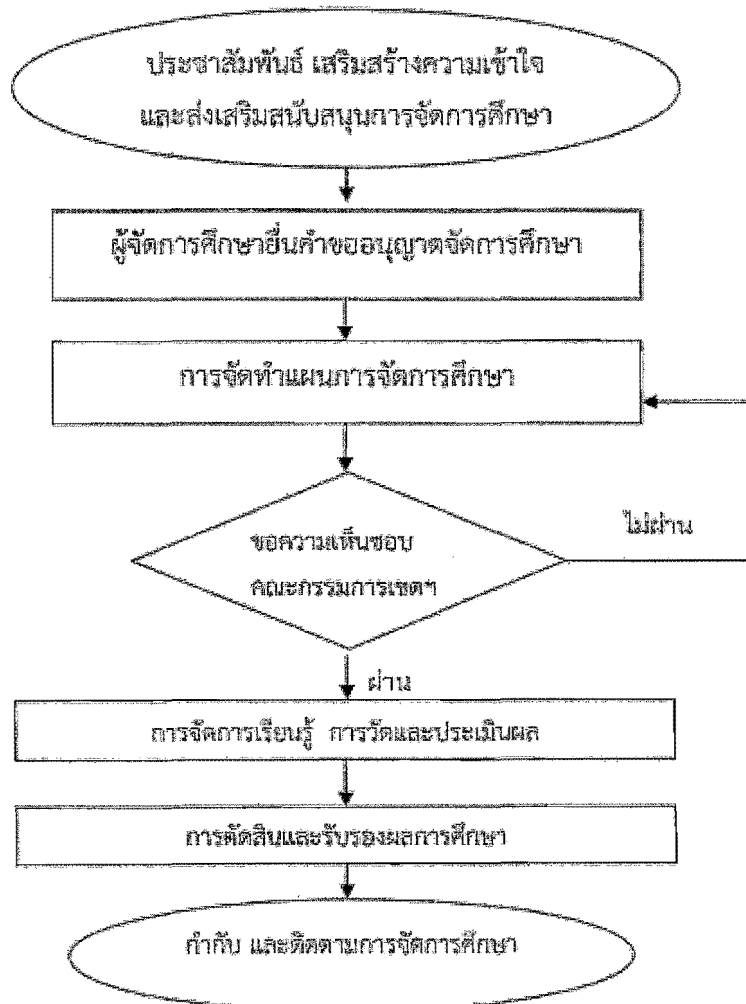 ประชาสัมพันธ์ เสริมสร้างความเข้าใจ
และส่งเสริมสนับสนุนการจัดการศึกษา
ผู้จัดการศึกษายื่นคำขออนุญาตจัดการศึกษา
การจัดทำแผนการจัดการศึกษา
ขอความเห็นชอบ
คณะกรรมการเขตฯ
ไม่ผ่าน
ผ่าน
การจัดการเรียนรู้ การวัดและประเมินผล
การตัดสินและรับรองผลการศึกษา
กำกับ และติดตามการจัดการศึกษา